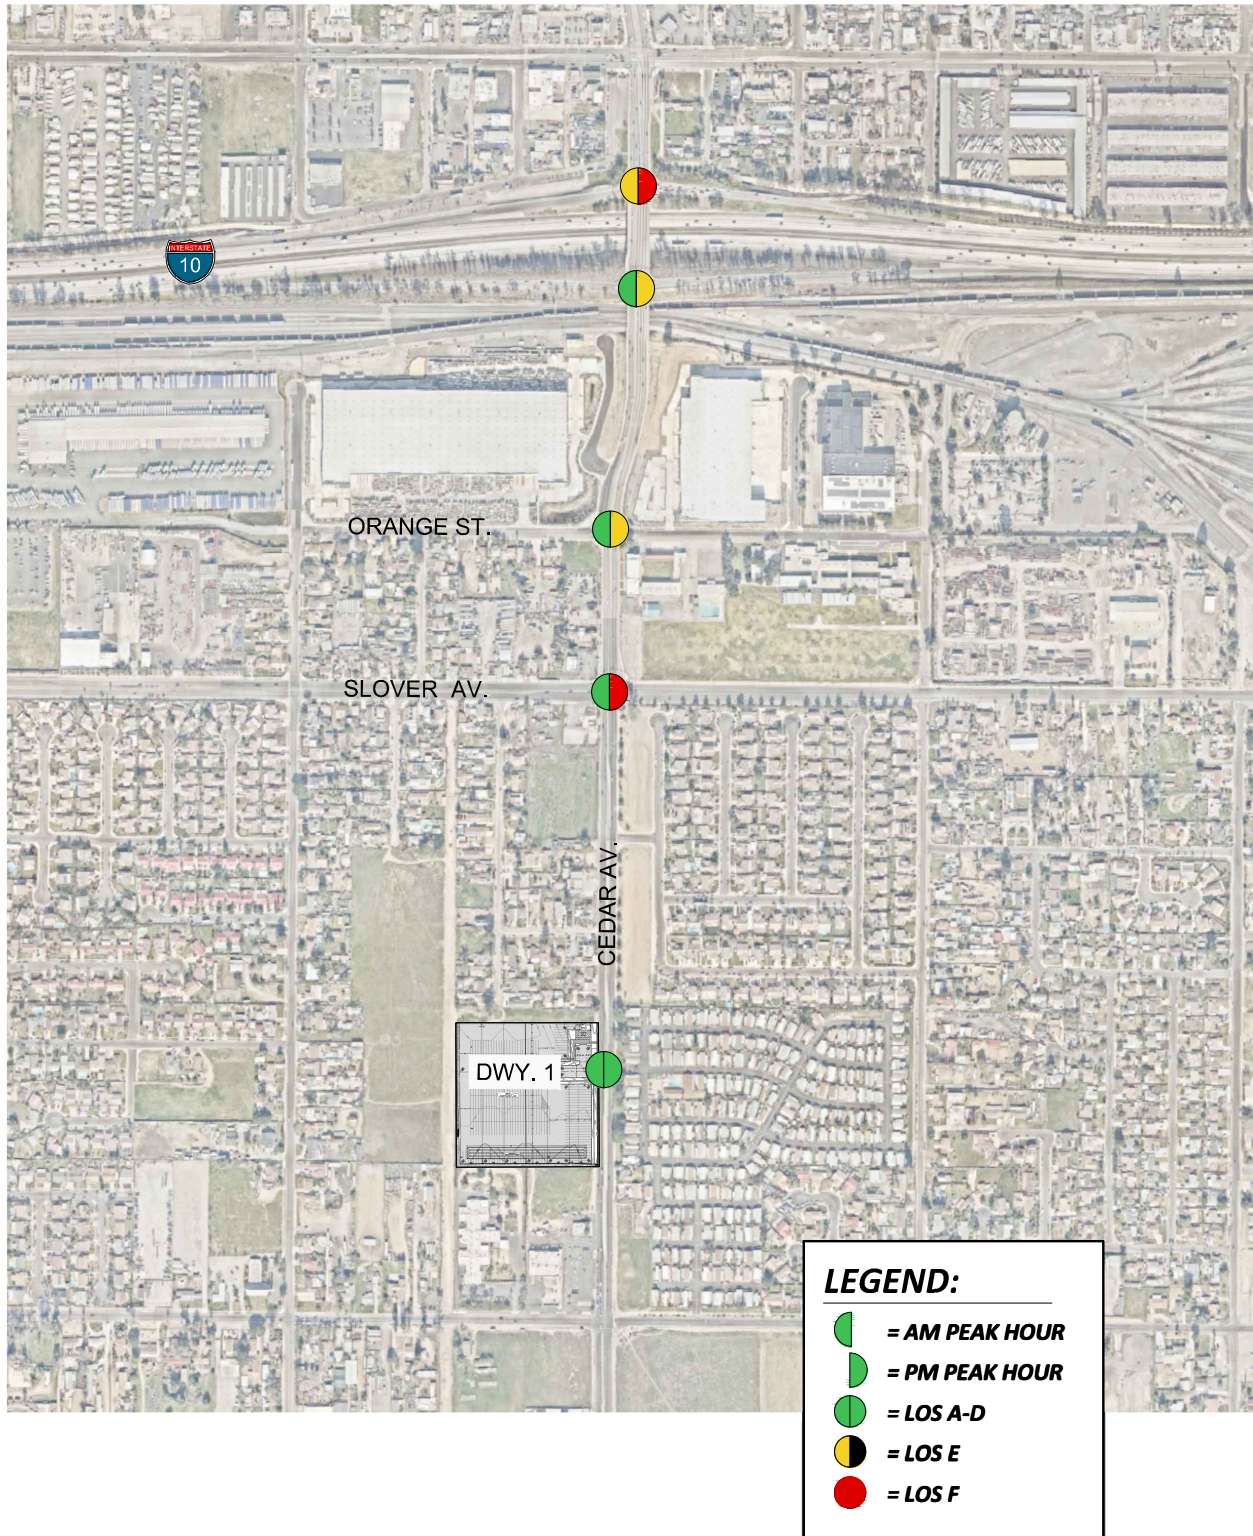 INTERSTATE
10
ORANGE ST.
SLOVER AV.
CEDAR AV.
DWY. 1
LEGEND:
= AM PEAK HOUR
= PM PEAK HOUR
= LOS A-D
= LOS E
= LOS F